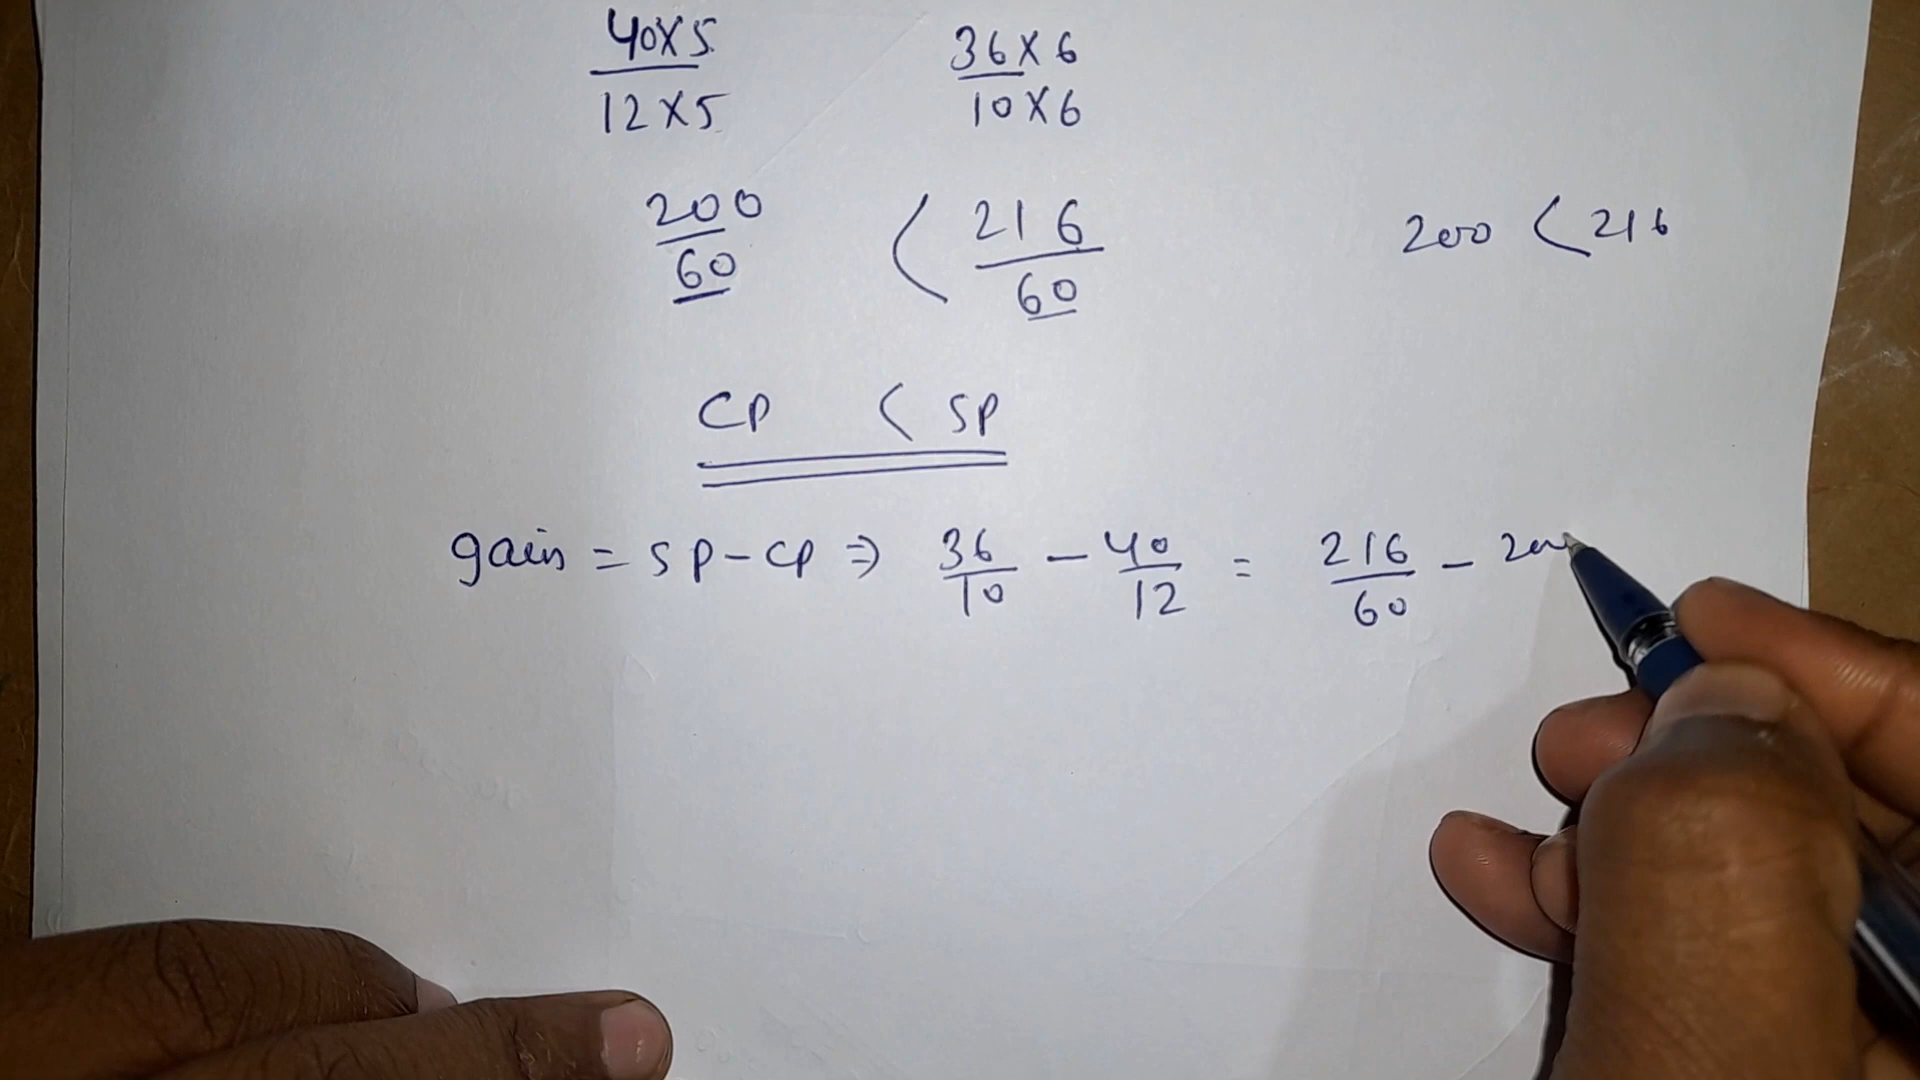 40×5 36×6
12×5 10×6
200 < 216 200 < 216
60 60
CP < SP
gain = SP - CP ⇒ 36/10 - 40/12 = 216/60 - 200